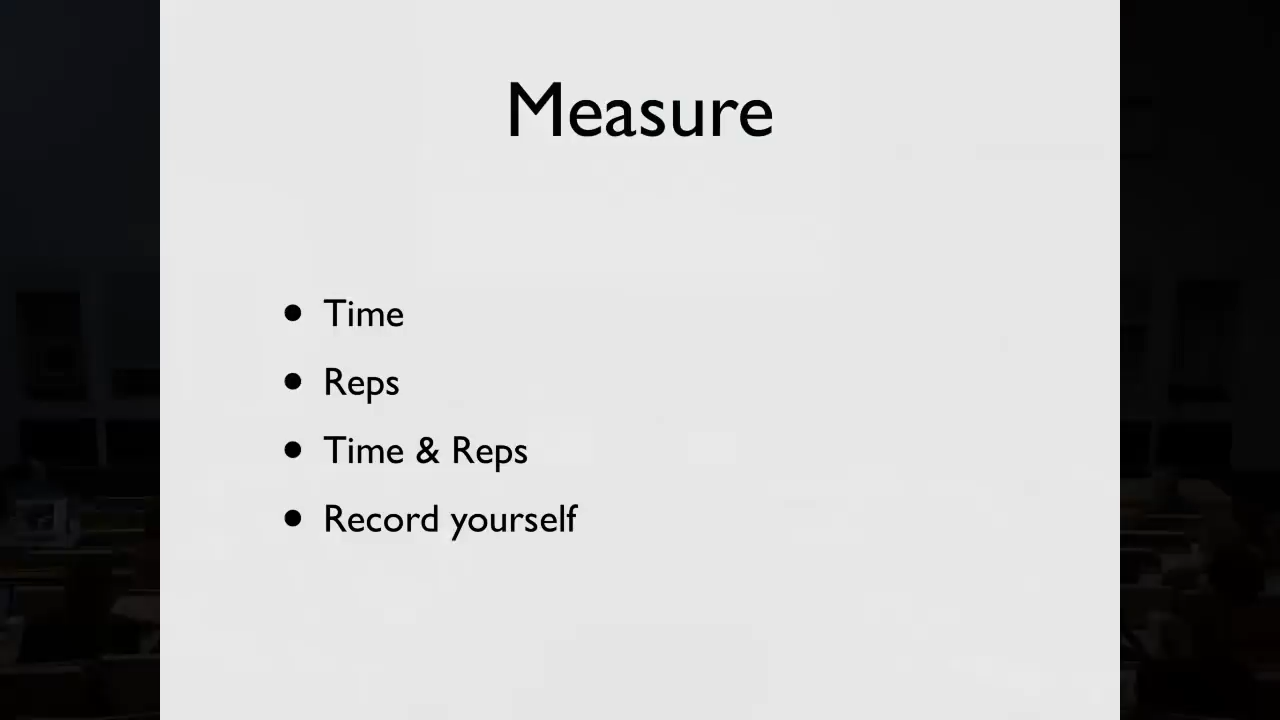 Measure
• Time
• Reps
• Time & Reps
• Record yourself